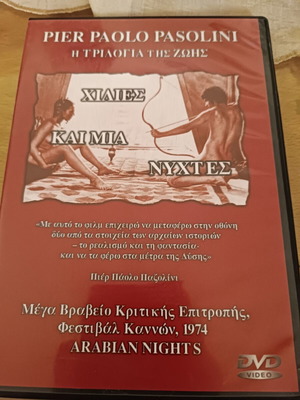 PIER PAOLO PASOLINI
Η ΤΡΙΛΟΓΙΑ ΤΗΣ ΖΩΗΣ
ΧΙΛΙΕΣ
ΚΑΙ ΜΙΑ
ΝΥΧΤΕΣ
«Με αυτό το φιλμ επιχειρώ να μεταφέρω στην οθόνη
δύο από τα στοιχεία των αρχαίων ιστοριών
– το ρεαλισμό και τη φαντασία-
και να τα φέρω στα μέτρα της Δύσης»
Πιέρ Πάολο Παζολίνι
Μέγα Βραβείο Κριτικής Επιτροπής,
Φεστιβάλ Καννών, 1974
ARABIAN NIGHTS
DVD
VIDEO